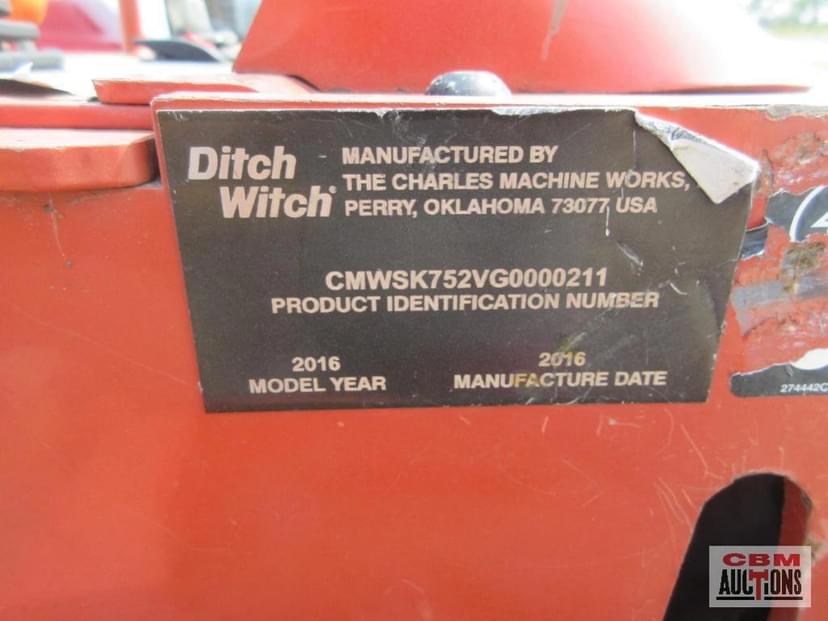 Ditch
Witch®
MANUFACTURED BY
THE CHARLES MACHINE WORKS,
PERRY, OKLAHOMA 73077, USA
CMWSK752VG0000211
PRODUCT IDENTIFICATION NUMBER
2016
MODEL YEAR
2016
MANUFACTURE DATE
274442C
CBM
AUCTIONS